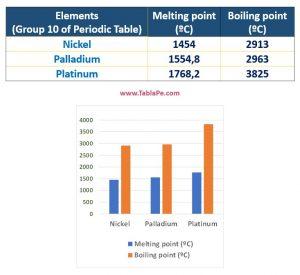 Elements Melting point Boiling point
(Group 10 of Periodic Table) (ºC) (ºC)
Nickel 1454 2913
Palladium 1554,8 2963
Platinum 1768,2 3825
www.TablaPe.com
4500
4000
3500
3000
2500
2000
1500
1000
500
0
Nickel Palladium Platinum
Melting point (ºC) Boiling point (ºC)